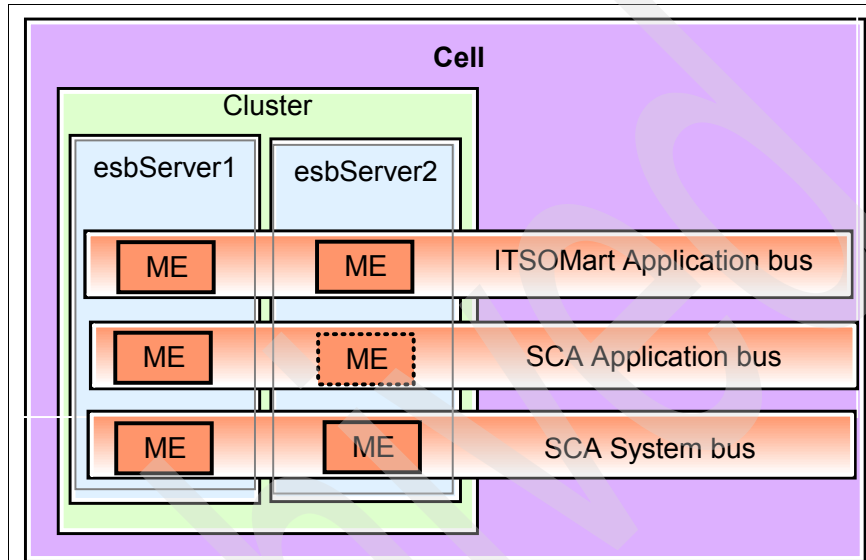 Cell
Cluster
esbServer1
esbServer2
ME
ME
ITSOMart Application bus
ME
ME
SCA Application bus
ME
ME
SCA System bus